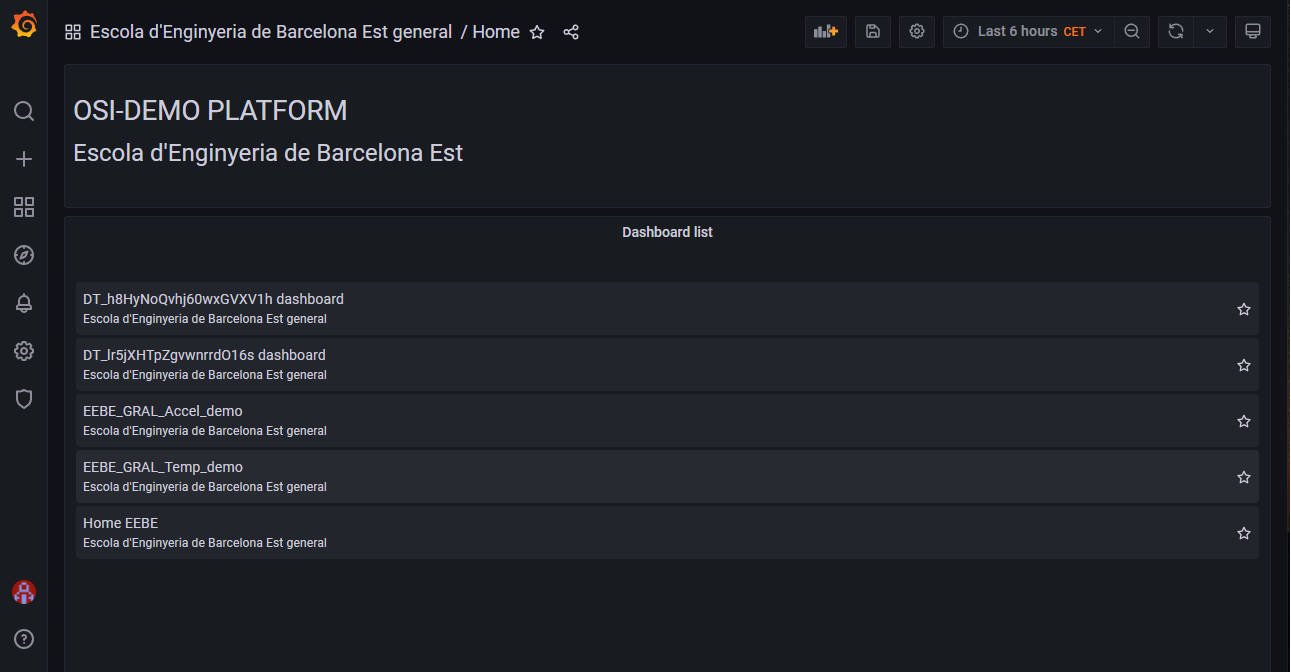 Escola d'Enginyeria de Barcelona Est general / Home
Last 6 hours CET
OSI-DEMO PLATFORM
Escola d'Enginyeria de Barcelona Est
Dashboard list
DT_h8HyNoQvhj60wxGVXV1h dashboard
Escola d'Enginyeria de Barcelona Est general
DT_lr5jXHTpZgvwnrrdO16s dashboard
Escola d'Enginyeria de Barcelona Est general
EEBE_GRAL_Accel_demo
Escola d'Enginyeria de Barcelona Est general
EEBE_GRAL_Temp_demo
Escola d'Enginyeria de Barcelona Est general
Home EEBE
Escola d'Enginyeria de Barcelona Est general